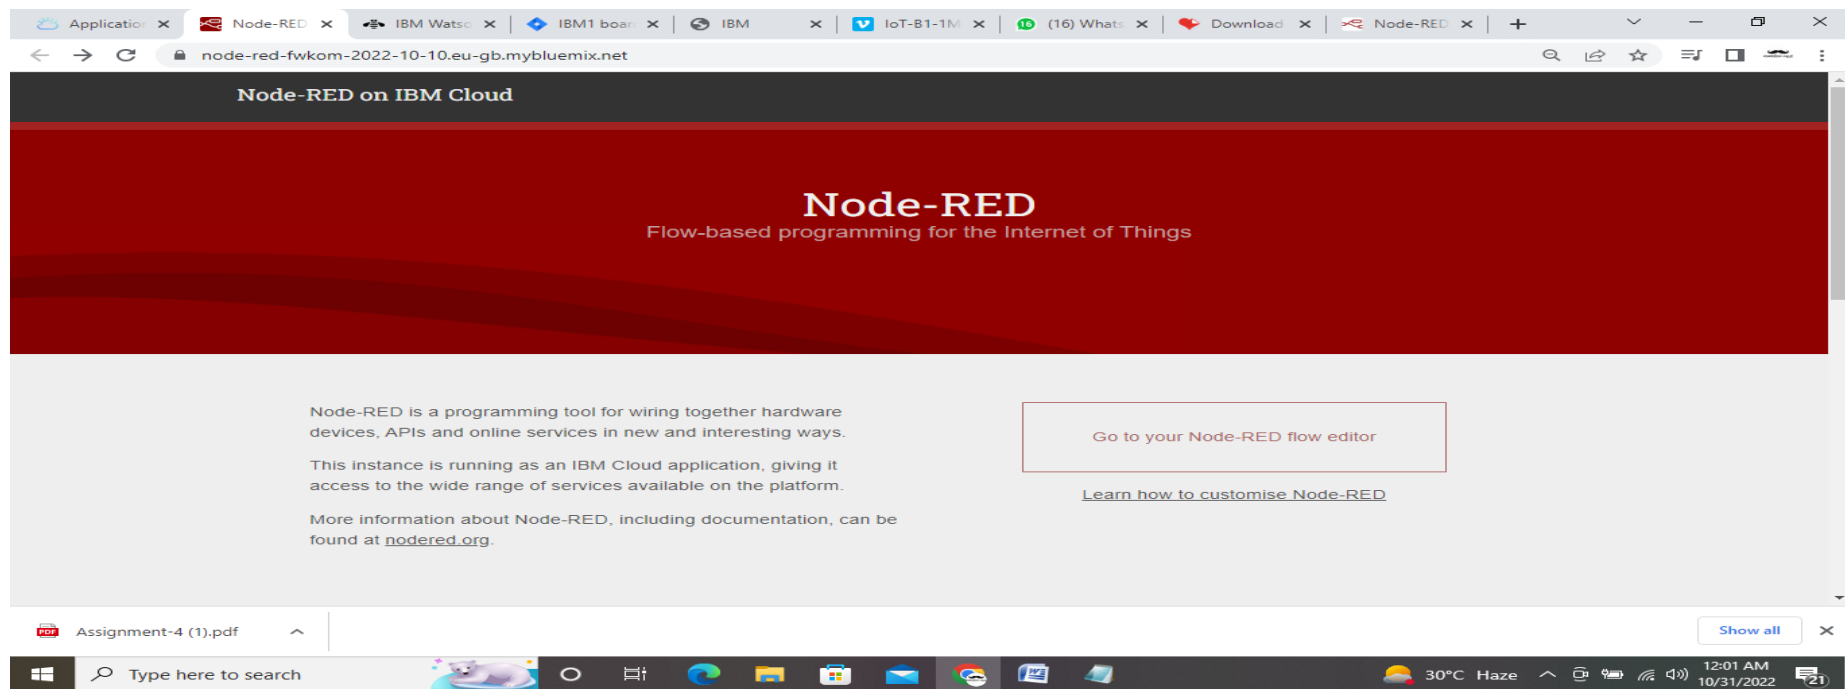 Application
Node-RED
IBM Watso
IBM1 boar
IBM
IoT-B1-1M
16
(16) Whats
Download
Node-RED
node-red-fwkom-2022-10-10.eu-gb.mybluemix.net
Node-RED on IBM Cloud
Node-RED
Flow-based programming for the Internet of Things
Node-RED is a programming tool for wiring together hardware
devices, APIs and online services in new and interesting ways.
This instance is running as an IBM Cloud application, giving it
access to the wide range of services available on the platform.
More information about Node-RED, including documentation, can be
found at nodered.org.
Go to your Node-RED flow editor
Learn how to customise Node-RED
PDF
Assignment-4 (1).pdf
Show all
Type here to search
30°C Haze
12:01 AM
10/31/2022
21